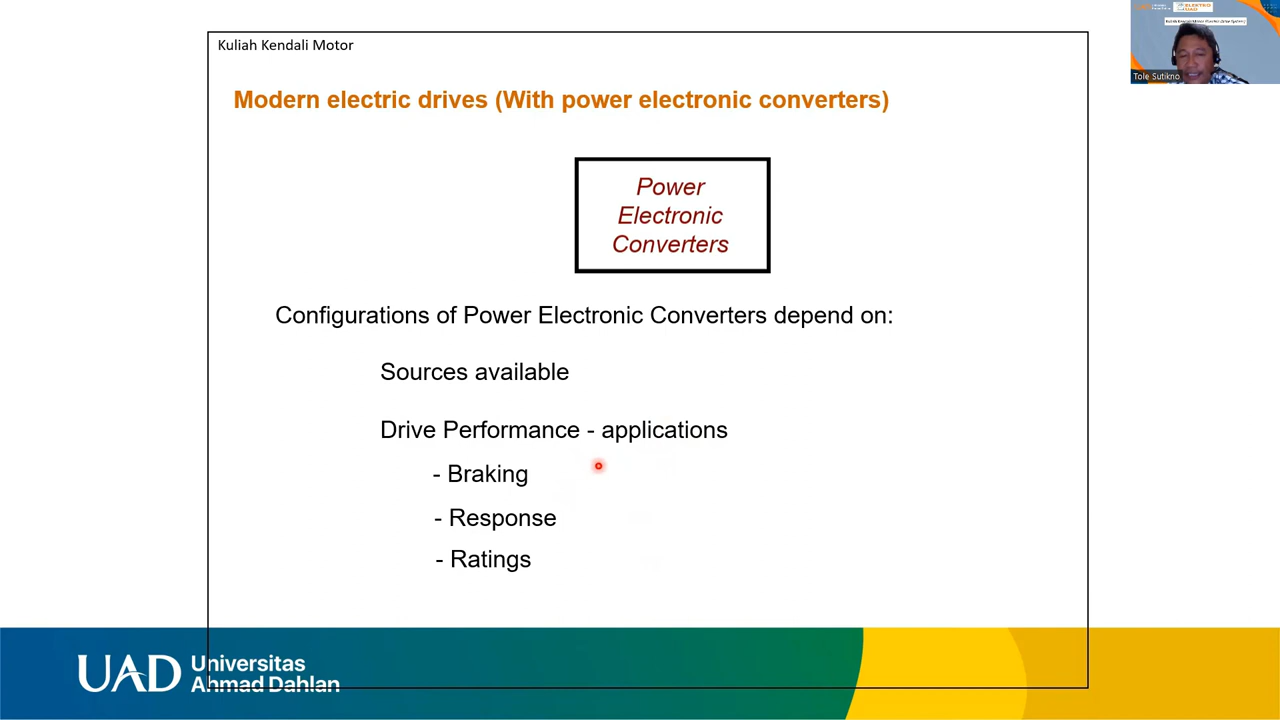 Kuliah Kendali Motor
Modern electric drives (With power electronic converters)
Power
Electronic
Converters
Configurations of Power Electronic Converters depend on:
Sources available
Drive Performance - applications
- Braking
- Response
- Ratings
UAD
Universitas
Ahmad Dahlan
Tole Sutikno